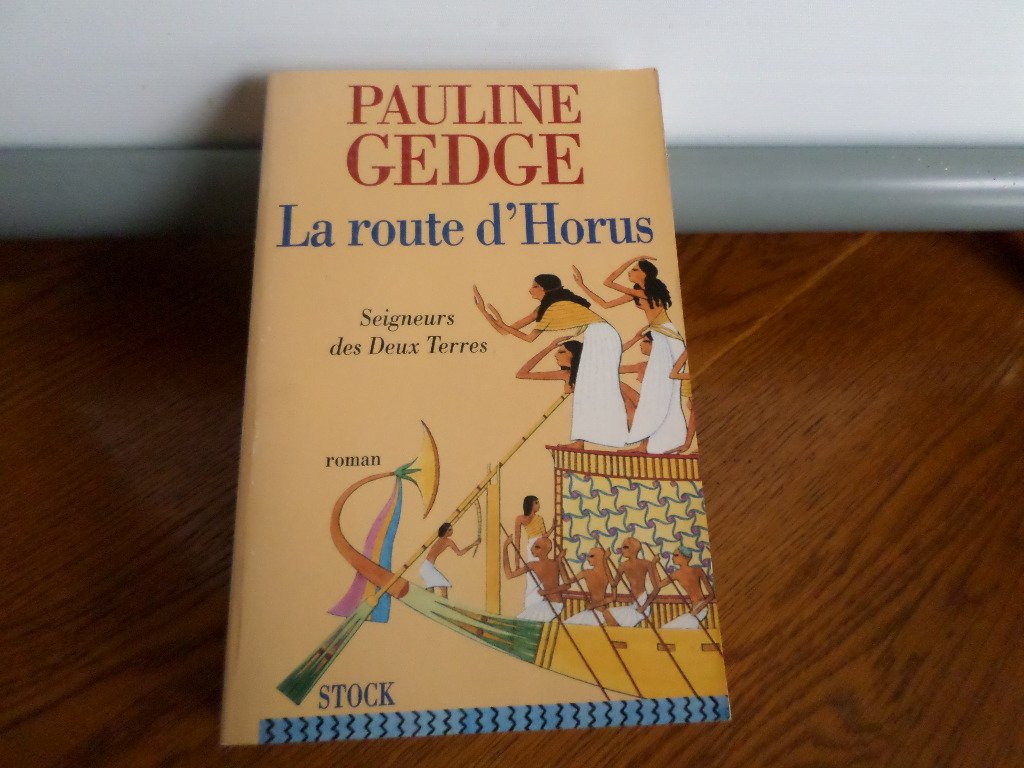 PAULINE
GEDGE
La route d'Horus
Seigneurs
des Deux Terres
roman
STOCK